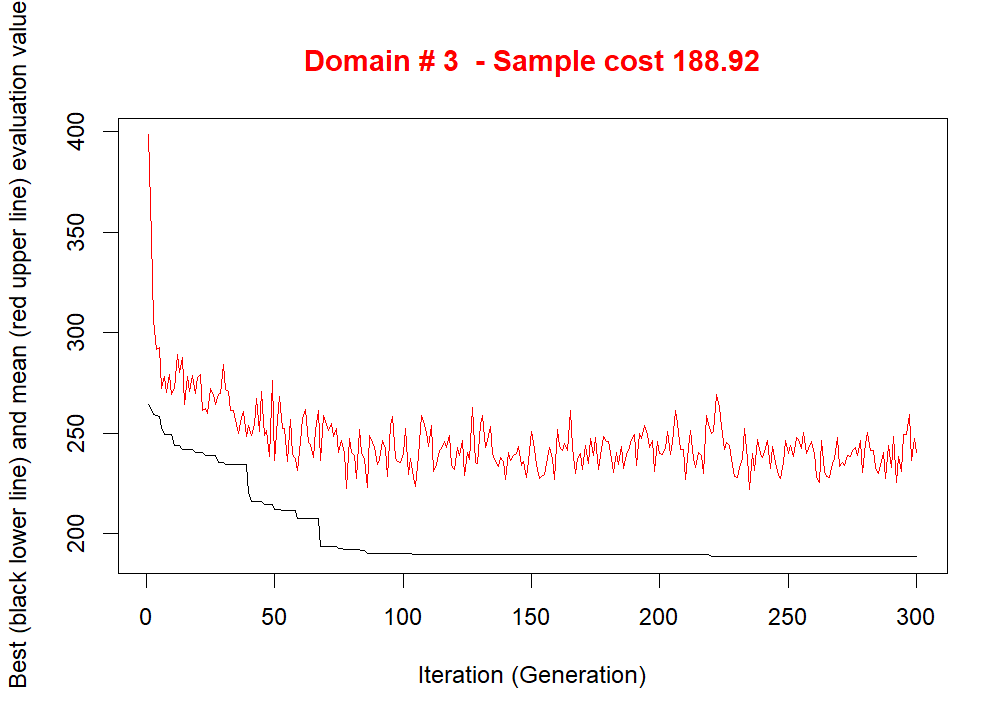 Domain # 3  - Sample cost 188.92
Best (black lower line) and mean (red upper line) evaluation value
400
350
300
250
200
0 50 100 150 200 250 300
Iteration (Generation)